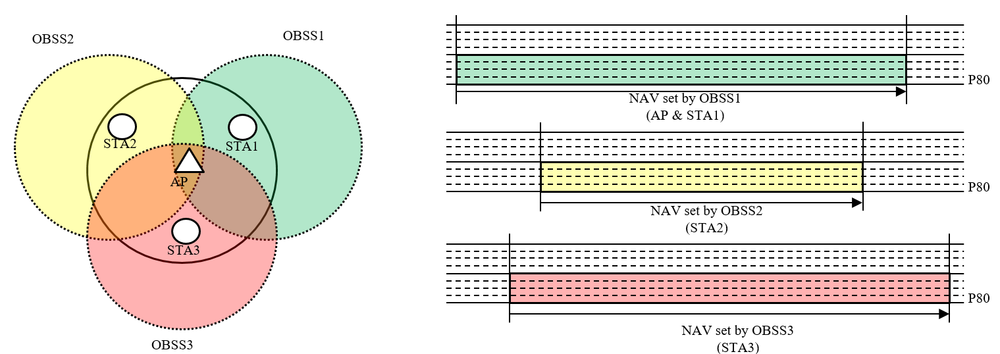 OBSS2
OBSS1
STA2
STA1
AP
STA3
OBSS3
P80
NAV set by OBSS1
(AP & STA1)
P80
NAV set by OBSS2
(STA2)
P80
NAV set by OBSS3
(STA3)